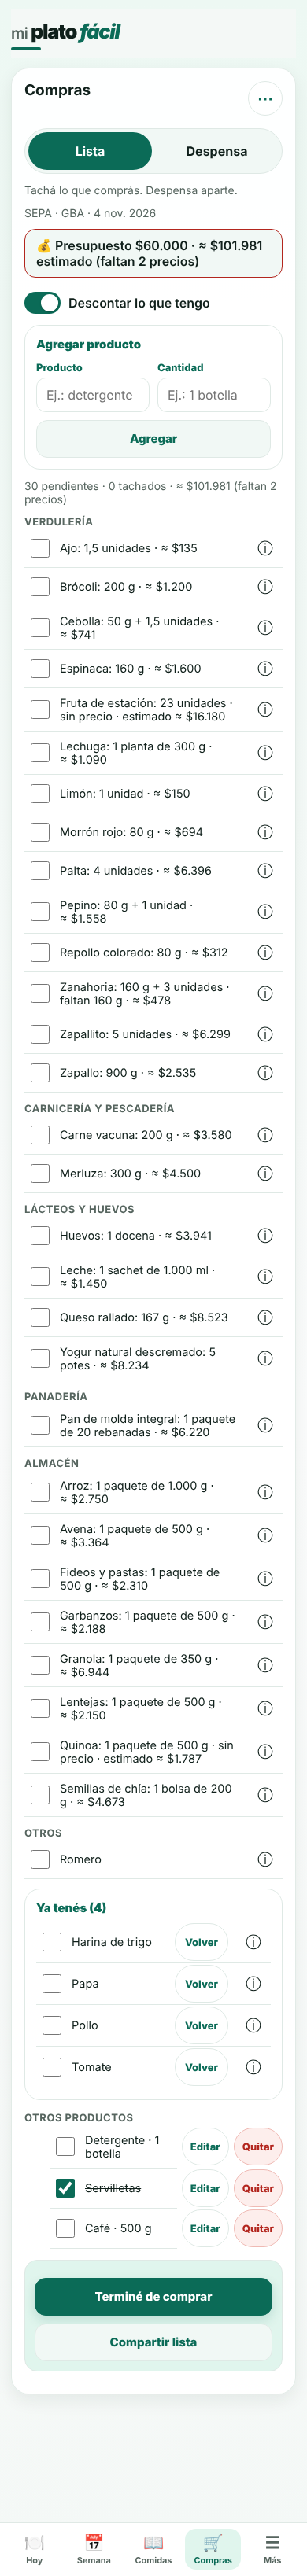 mi plato fácil
Compras
...
Lista
Despensa
Tachá lo que comprás. Despensa aparte.
SEPA · GBA · 4 nov. 2026
💰 Presupuesto $60.000 · ≈ $101.981
estimado (faltan 2 precios)
Descontar lo que tengo
Agregar producto
Producto
Cantidad
Ej.: detergente
Ej.: 1 botella
Agregar
30 pendientes · 0 tachados · ≈ $101.981 (faltan 2
precios)
VERDULERÍA
Ajo: 1,5 unidades · ≈ $135
Brócoli: 200 g · ≈ $1.200
Cebolla: 50 g + 1,5 unidades ·
≈ $741
Espinaca: 160 g · ≈ $1.600
Fruta de estación: 23 unidades ·
sin precio · estimado ≈ $16.180
Lechuga: 1 planta de 300 g ·
≈ $1.090
Limón: 1 unidad · ≈ $150
Morrón rojo: 80 g · ≈ $694
Palta: 4 unidades · ≈ $6.396
Pepino: 80 g + 1 unidad ·
≈ $1.558
Repollo colorado: 80 g · ≈ $312
Zanahoria: 160 g + 3 unidades ·
faltan 160 g · ≈ $478
Zapallito: 5 unidades · ≈ $6.299
Zapallo: 900 g · ≈ $2.535
CARNICERÍA Y PESCADERÍA
Carne vacuna: 200 g · ≈ $3.580
Merluza: 300 g · ≈ $4.500
LÁCTEOS Y HUEVOS
Huevos: 1 docena · ≈ $3.941
Leche: 1 sachet de 1.000 ml ·
≈ $1.450
Queso rallado: 167 g · ≈ $8.523
Yogur natural descremado: 5
potes · ≈ $8.234
PANADERÍA
Pan de molde integral: 1 paquete
de 20 rebanadas · ≈ $6.220
ALMACÉN
Arroz: 1 paquete de 1.000 g ·
≈ $2.750
Avena: 1 paquete de 500 g ·
≈ $3.364
Fideos y pastas: 1 paquete de
500 g · ≈ $2.310
Garbanzos: 1 paquete de 500 g ·
≈ $2.188
Granola: 1 paquete de 350 g ·
≈ $6.944
Lentejas: 1 paquete de 500 g ·
≈ $2.150
Quinoa: 1 paquete de 500 g · sin
precio · estimado ≈ $1.787
Semillas de chía: 1 bolsa de 200
g · ≈ $4.673
OTROS
Romero
Ya tenés (4)
Harina de trigo
Volver
Papa
Volver
Pollo
Volver
Tomate
Volver
OTROS PRODUCTOS
Detergente · 1
botella
Editar
Quitar
Servilletas
Editar
Quitar
Café · 500 g
Editar
Quitar
Terminé de comprar
Compartir lista
Hoy
Semana
Comidas
Compras
Más